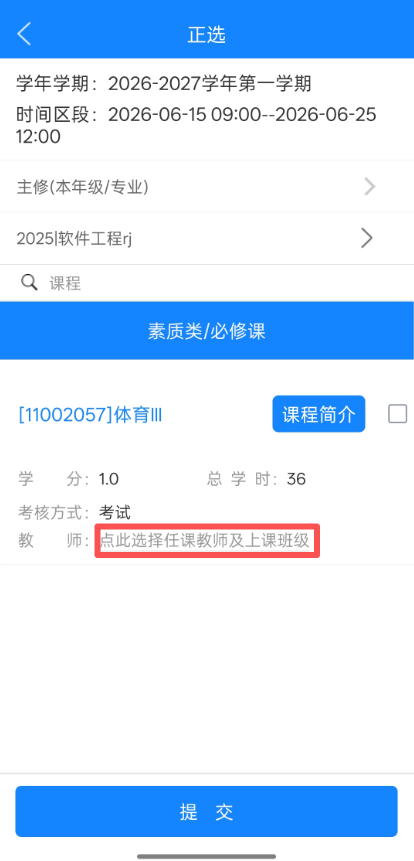 正选
学年学期：2026-2027学年第一学期
时间区段：2026-06-15 09:00--2026-06-25
12:00
主修(本年级/专业)
2025|软件工程rj
课程
素质类/必修课
[11002057]体育III 课程简介
学 分：1.0 总 学 时：36
考核方式：考试
教 师：点此选择任课教师及上课班级
提 交